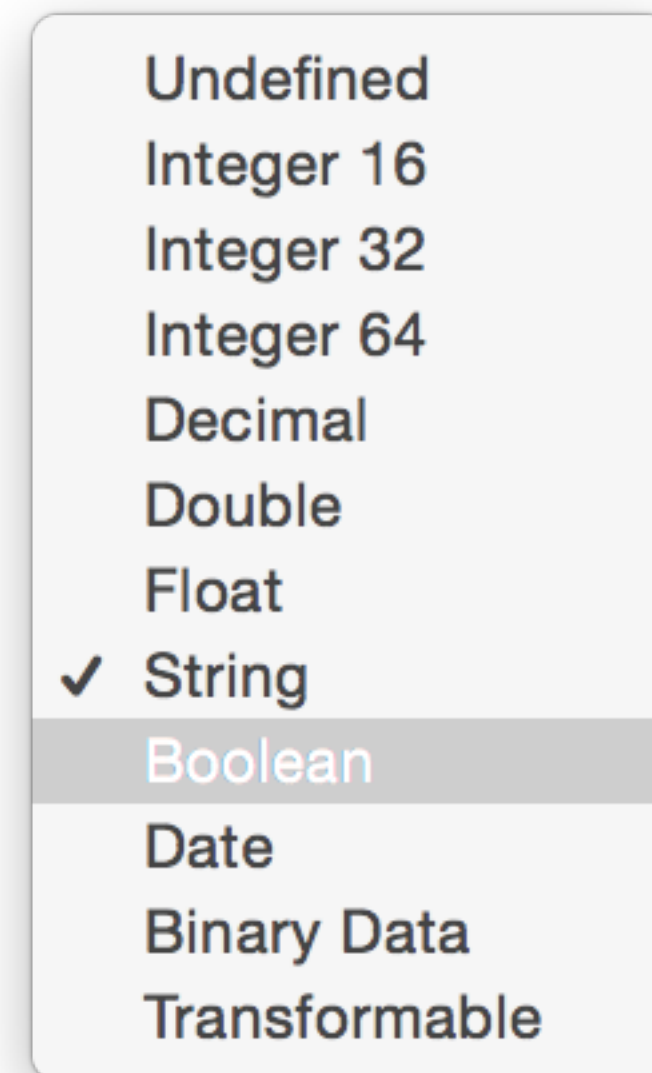 Undefined
Integer 16
Integer 32
Integer 64
Decimal
Double
Float
✓ String
Boolean
Date
Binary Data
Transformable